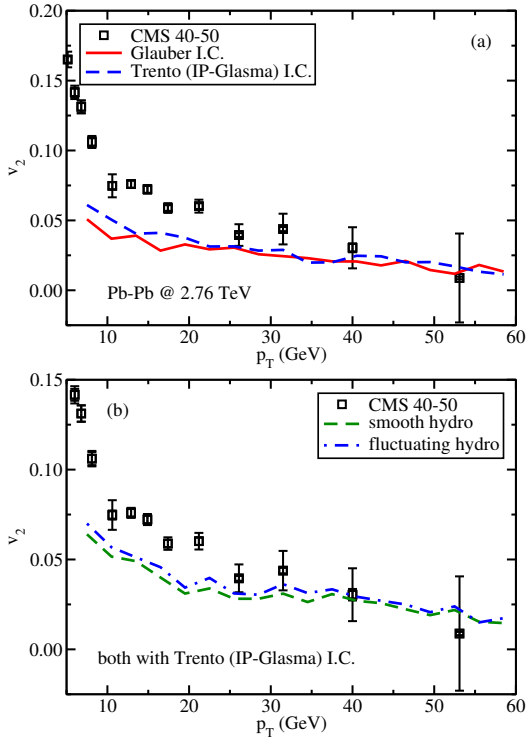 0.20
0.15
0.10
0.05
0.00
v2
CMS 40-50
Glauber I.C.
Trento (IP-Glasma) I.C.
(a)
Pb-Pb @ 2.76 TeV
0 10 20 30 40 50 60
pT (GeV)
0.15
0.10
0.05
0.00
v2
(b)
CMS 40-50
smooth hydro
fluctuating hydro
both with Trento (IP-Glasma) I.C.
10 20 30 40 50 60
pT (GeV)